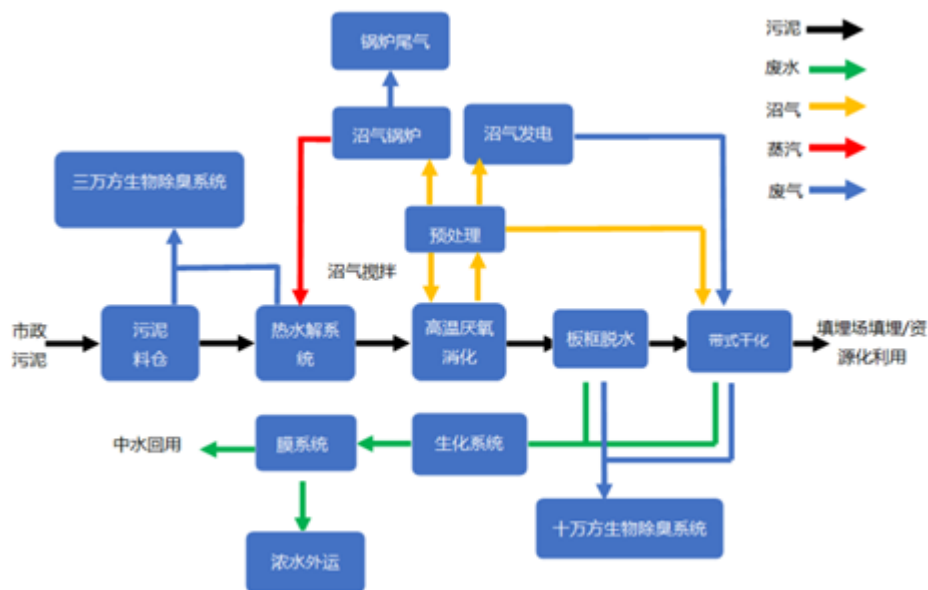 锅炉尾气
污泥
废水
沼气
蒸汽
废气
沼气锅炉
沼气发电
三万方生物除臭系统
预处理
沼气搅拌
市政
污泥
污泥
料仓
热水解系
统
高温厌氧
消化
板框脱水
带式干化
填埋场填埋/资
源化利用
中水回用
膜系统
生化系统
十万方生物除臭系统
浓水外运